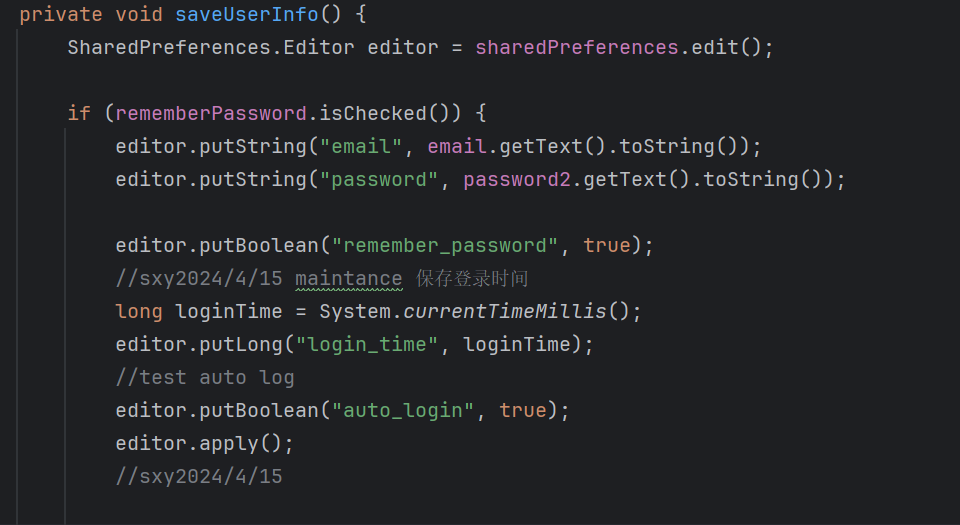 private void saveUserInfo() {
SharedPreferences.Editor editor = sharedPreferences.edit();
if (rememberPassword.isChecked()) {
editor.putString("email", email.getText().toString());
editor.putString("password", password2.getText().toString());
editor.putBoolean("remember_password", true);
//sxy2024/4/15 maintance 保存登录时间
long loginTime = System.currentTimeMillis();
editor.putLong("login_time", loginTime);
//test auto log
editor.putBoolean("auto_login", true);
editor.apply();
//sxy2024/4/15